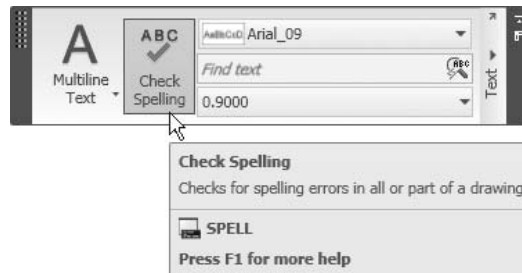 A
Multiline
Text
ABC
Check
Spelling
AaBbCcD Arial_09
Find text
ABC
0.9000
Text
Check Spelling
Checks for spelling errors in all or part of a drawing
SPELL
Press F1 for more help